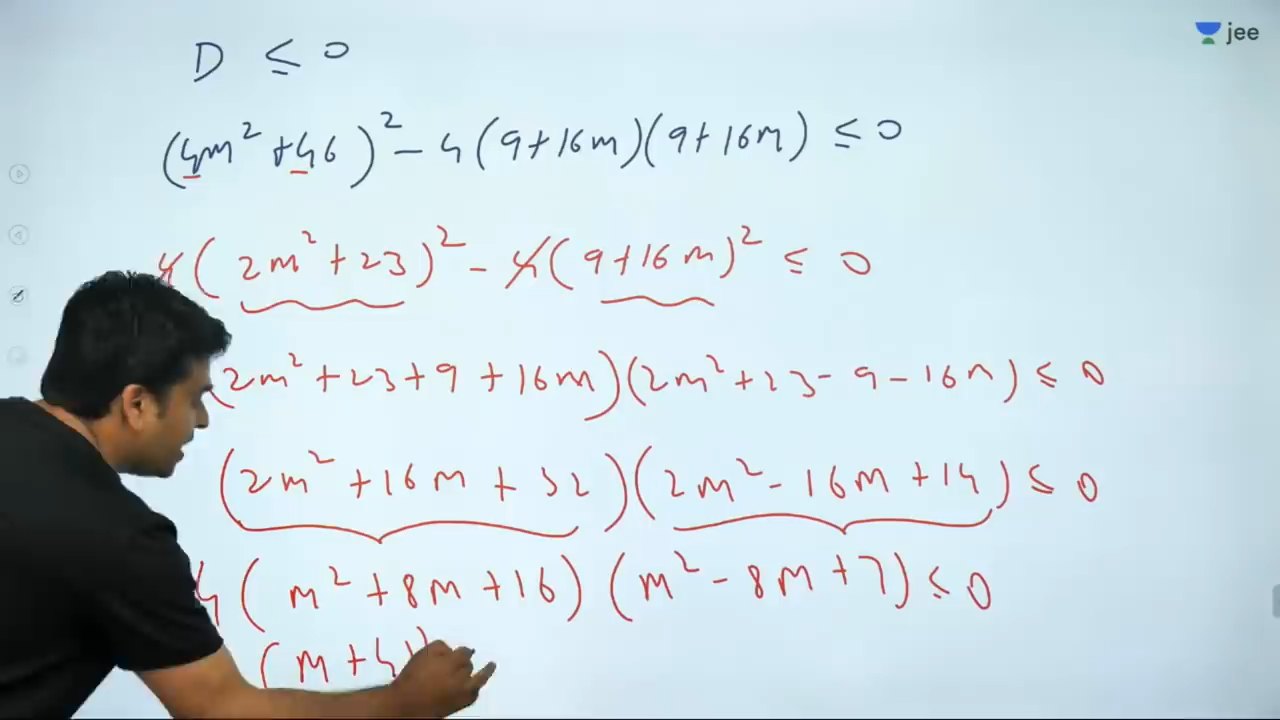 jee
D ≤ 0
(4m² + 46)² - 4(9+16m)(9+16m) ≤ 0
4(2m² + 23)² - 4(9+16m)² ≤ 0
(2m² + 23 + 9 + 16m)(2m² + 23 - 9 - 16m) ≤ 0
(2m² + 16m + 32)(2m² - 16m + 14) ≤ 0
4(m² + 8m + 16)(m² - 8m + 7) ≤ 0
(m + 4)